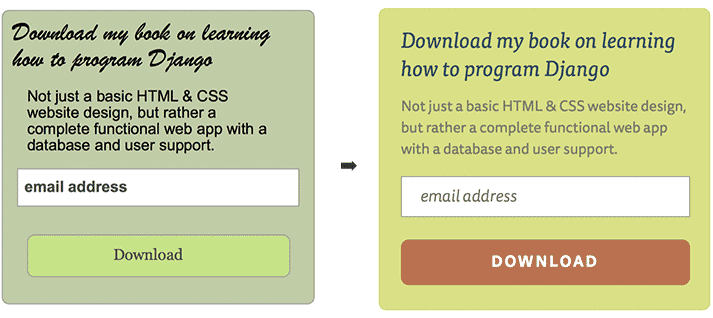 Download my book on learning
how to program Django
Not just a basic HTML & CSS
website design, but rather a
complete functional web app with a
database and user support.
email address
Download
Download my book on learning
how to program Django
Not just a basic HTML & CSS website design,
but rather a complete functional web app
with a database and user support.
email address
DOWNLOAD